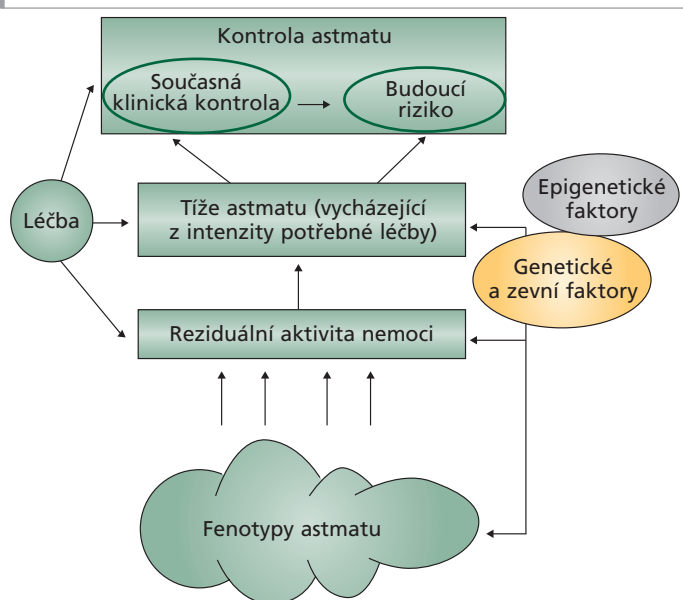 Kontrola astmatu
Současná
klinická kontrola
Budoucí
riziko
Léčba
Tíže astmatu (vycházející
z intenzity potřebné léčby)
Epigenetické
faktory
Genetické
a zevní faktory
Reziduální aktivita nemoci
Fenotypy astmatu